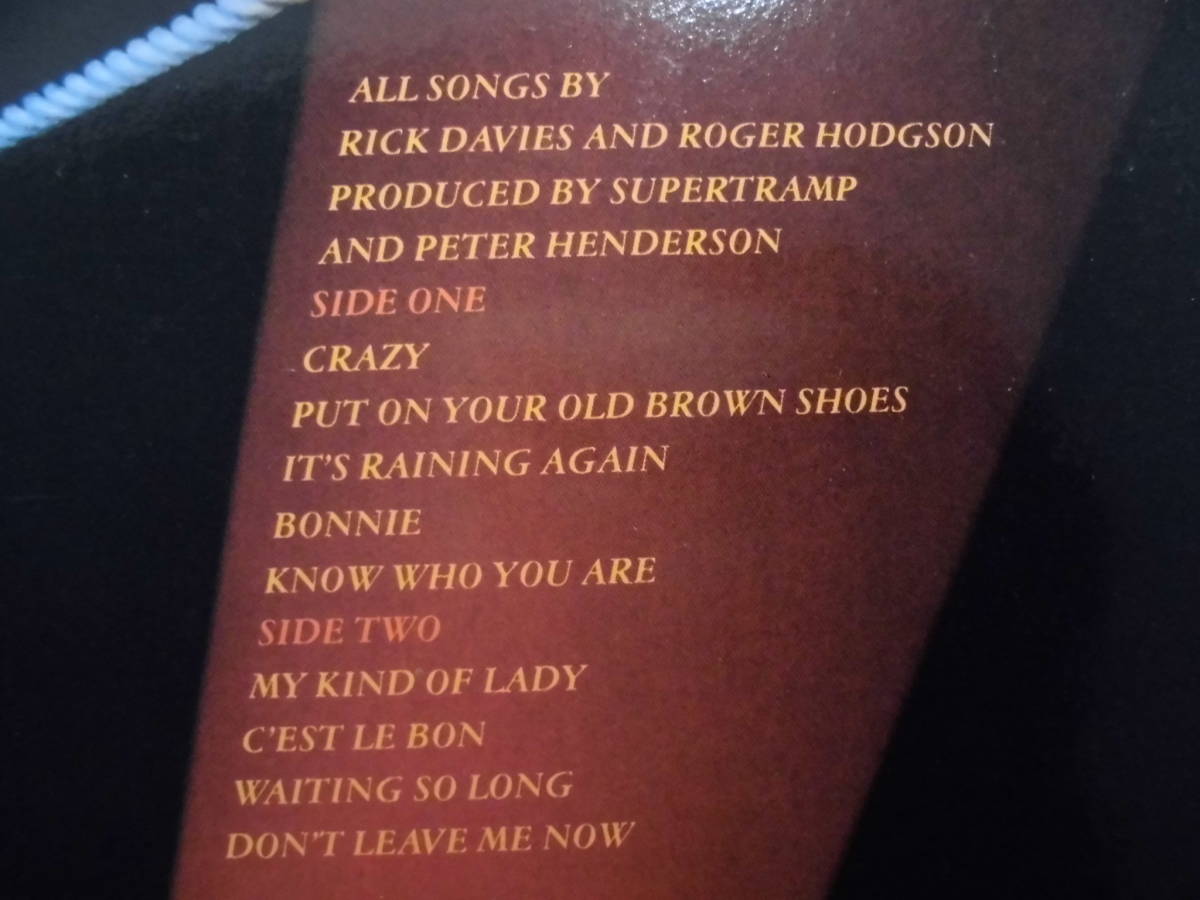 ALL SONGS BY
RICK DAVIES AND ROGER HODGSON
PRODUCED BY SUPERTRAMP
AND PETER HENDERSON
SIDE ONE
CRAZY
PUT ON YOUR OLD BROWN SHOES
IT'S RAINING AGAIN
BONNIE
KNOW WHO YOU ARE
SIDE TWO
MY KIND OF LADY
C'EST LE BON
WAITING SO LONG
DON'T LEAVE ME NOW